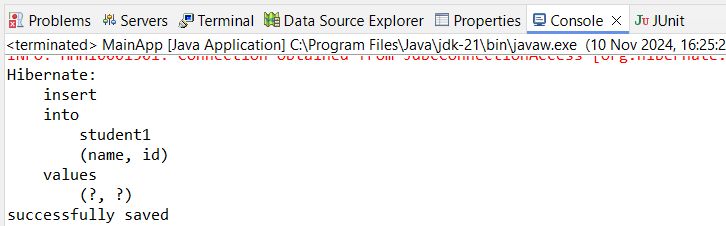 Problems Servers Terminal Data Source Explorer Properties Console JUnit
<terminated> MainApp [Java Application] C:\Program Files\Java\jdk-21\bin\javaw.exe (10 Nov 2024, 16:25:2
INFO: HHH10001501: Connection obtained from JdbcConnectionAccess [org.hibernate.
Hibernate:
    insert
    into
        student1
        (name, id)
    values
        (?, ?)
successfully saved